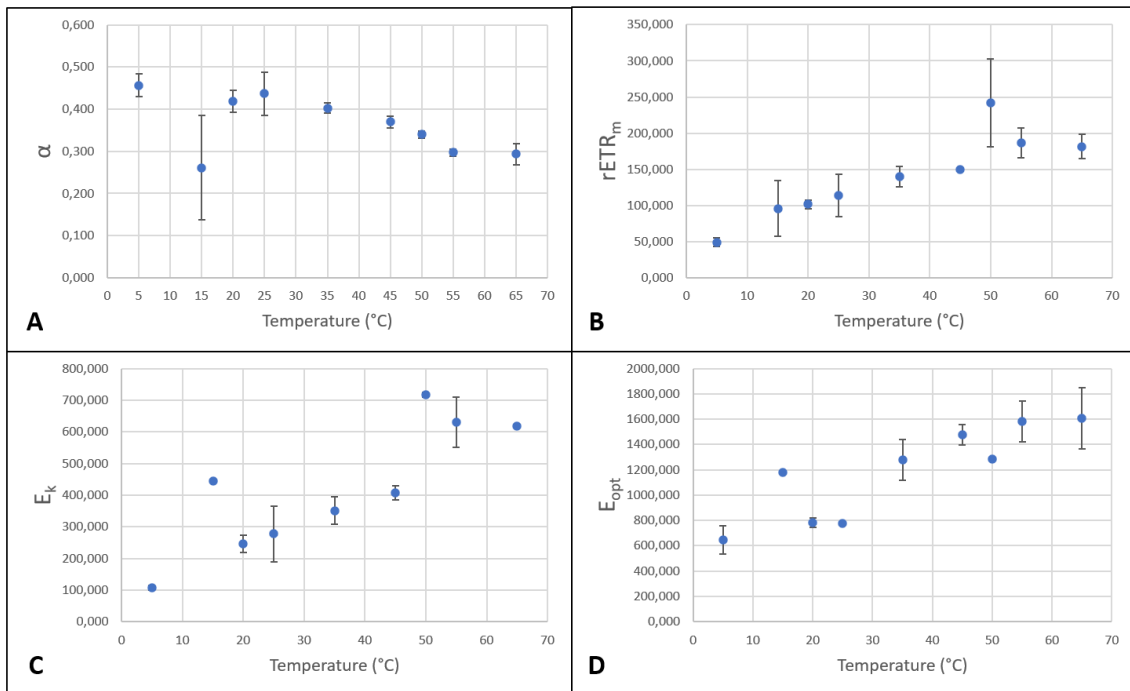 0,600
0,500
0,400
0,300
0,200
0,100
0,000
α
5 10 15 20 25 30 35 40 45 50 55 60 65 70
Temperature (°C)
A
350,000
300,000
250,000
200,000
150,000
100,000
50,000
0,000
rETRm
0 10 20 30 40 50 60 70
Temperature (°C)
B
800,000
700,000
600,000
500,000
400,000
300,000
200,000
100,000
0,000
Ek
0 10 20 30 40 50 60 70
Temperature (°C)
C
2000,000
1800,000
1600,000
1400,000
1200,000
1000,000
800,000
600,000
400,000
200,000
0,000
Eopt
0 10 20 30 40 50 60 70
Temperature (°C)
D